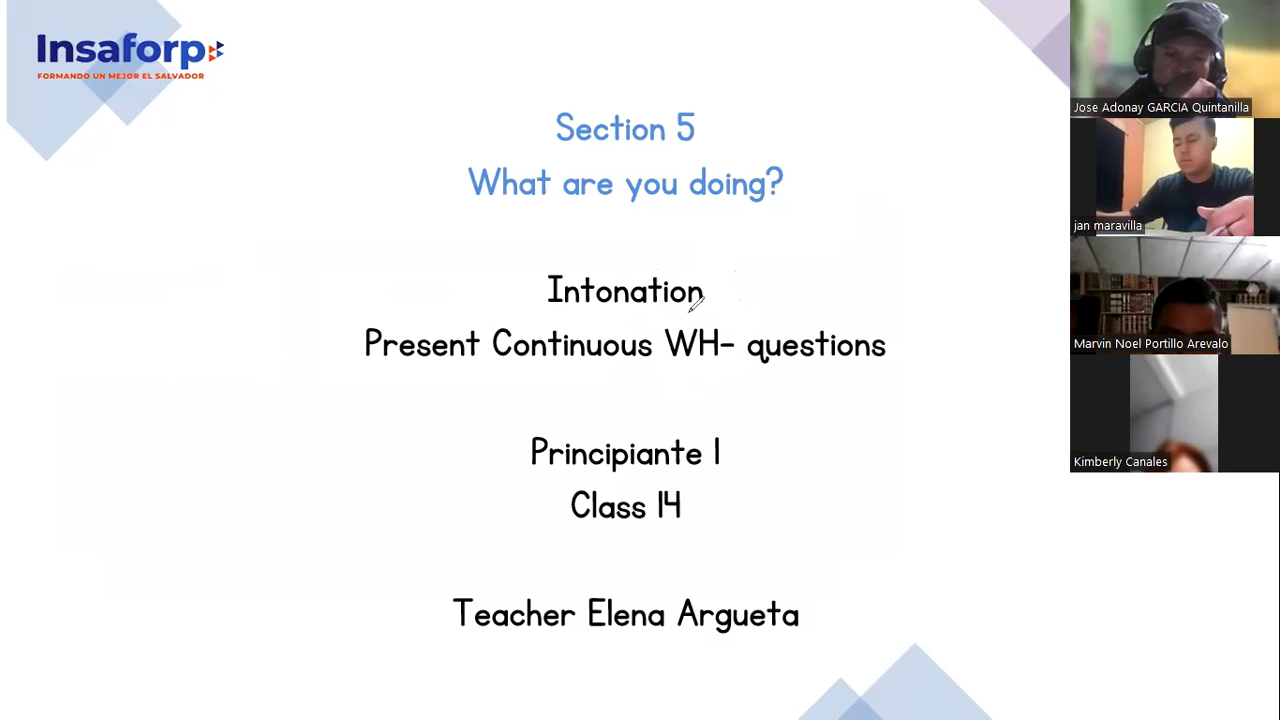 Insaforp
FORMANDO UN MEJOR EL SALVADOR
Section 5
What are you doing?
Intonation
Present Continuous WH- questions
Principiante 1
Class 14
Teacher Elena Argueta
Jose Adonay GARCIA Quintanilla
jan maravilla
Marvin Noel Portillo Arevalo
Kimberly Canales